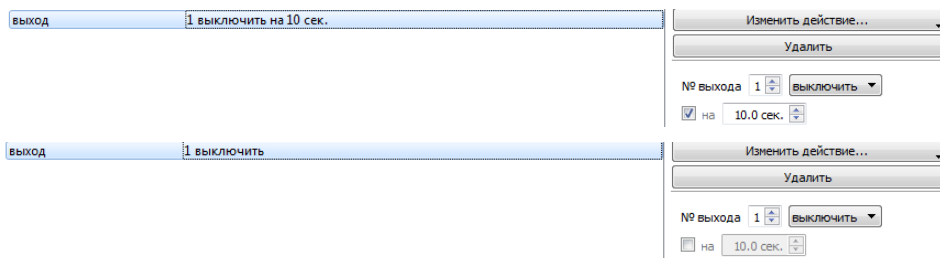 выход 1 выключить на 10 сек. Изменить действие...
Удалить
№ выхода 1 выключить
на 10.0 сек.
выход 1 выключить Изменить действие...
Удалить
№ выхода 1 выключить
на 10.0 сек.